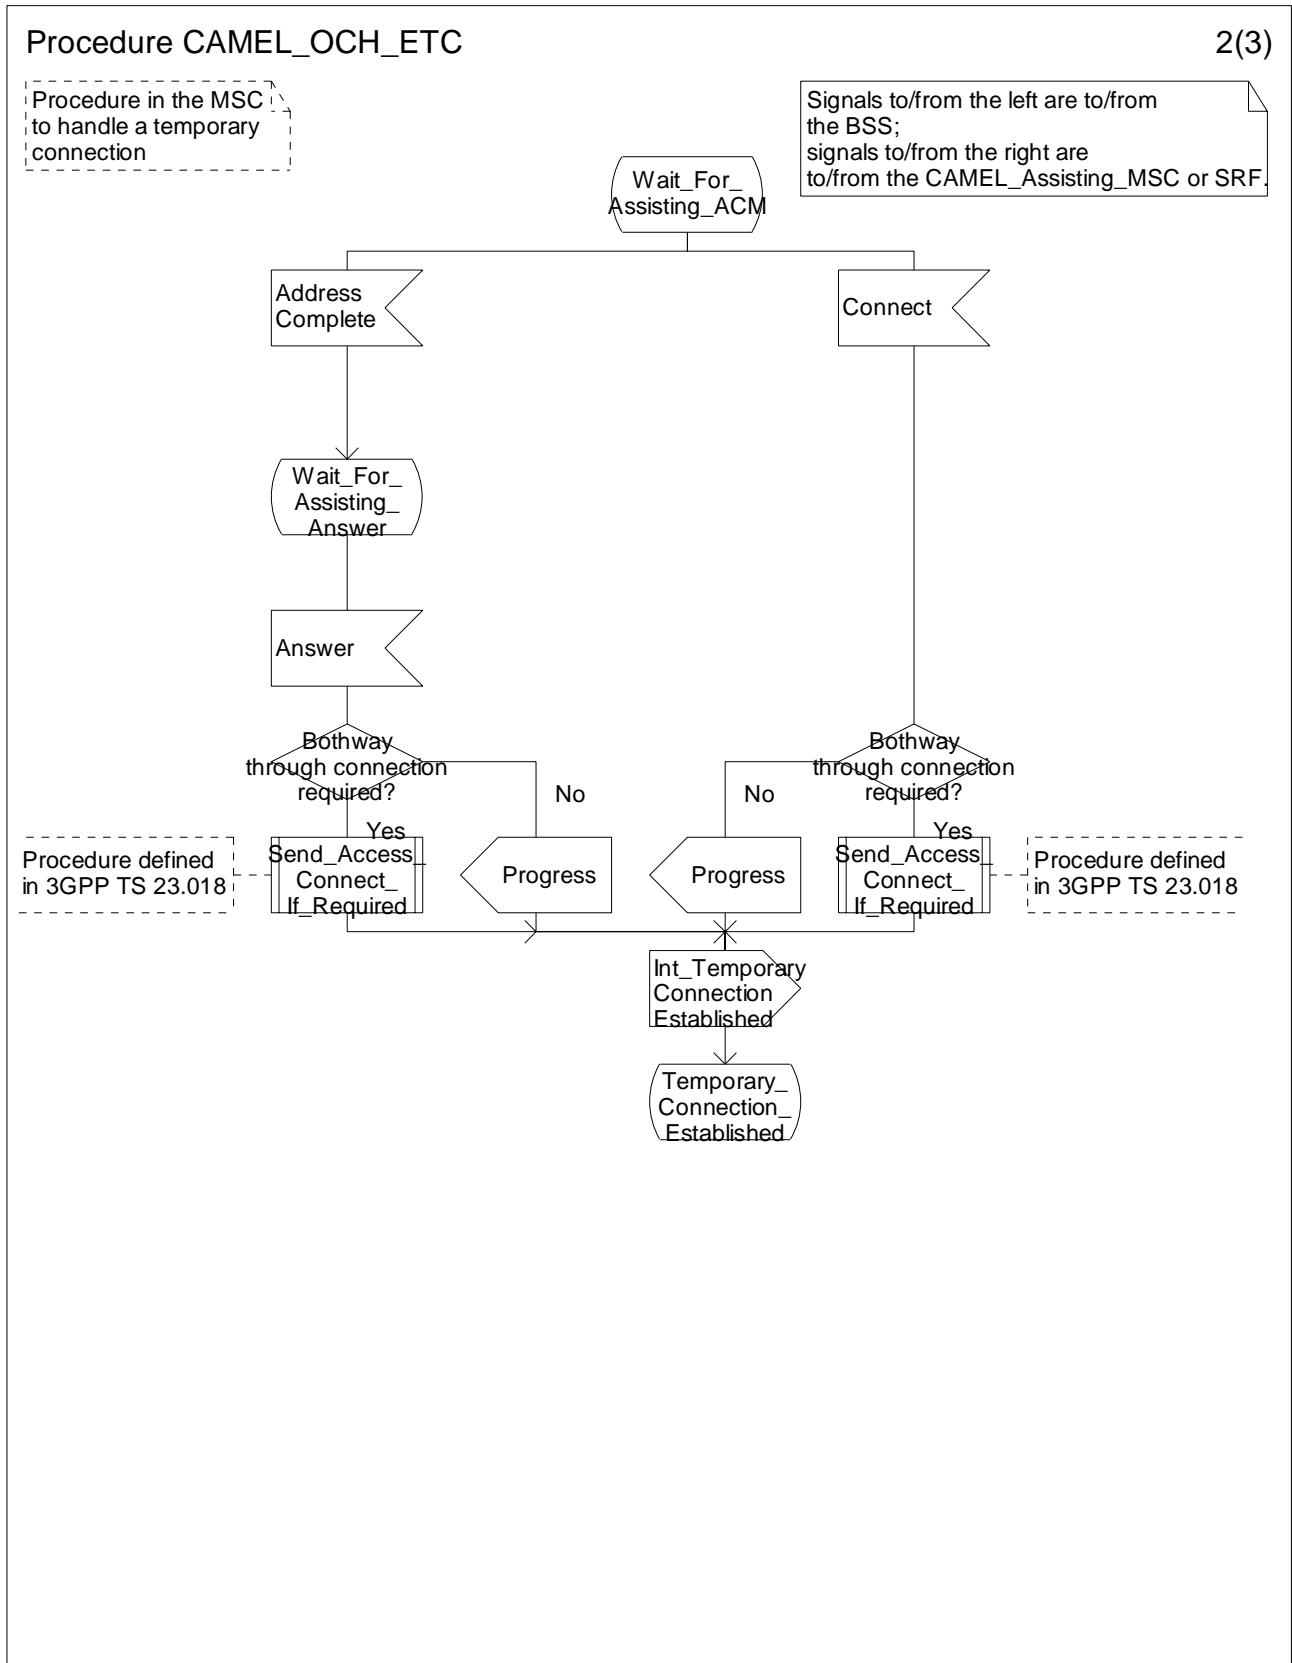 Procedure CAMEL_OCH_ETC
2(3)
Procedure in the MSC
to handle a temporary
connection
Signals to/from the left are to/from
the BSS;
signals to/from the right are
to/from the CAMEL_Assisting_MSC or SRF.
Wait_For_
Assisting_ACM
Address
Complete
Connect
Wait_For_
Assisting_
Answer
Answer
Bothway
through connection
required?
No
No
Bothway
through connection
required?
Yes
Yes
Procedure defined
in 3GPP TS 23.018
Send_Access_
Connect_
If_Required
Progress
Progress
Send_Access_
Connect_
If_Required
Procedure defined
in 3GPP TS 23.018
Int_Temporary
Connection
Established
Temporary_
Connection_
Established